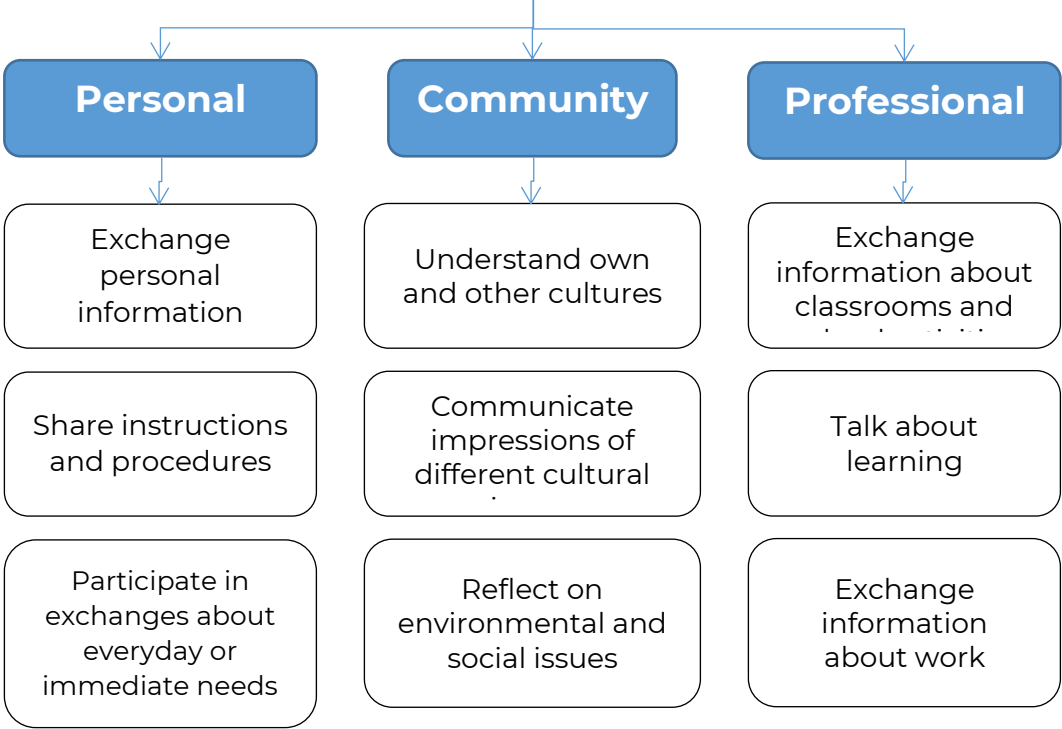 Personal
Exchange
personal
information
Share instructions
and procedures
Participate in
exchanges about
everyday or
immediate needs
Community
Understand own
and other cultures
Communicate
impressions of
different cultural
Reflect on
environmental and
social issues
Professional
Exchange
information about
classrooms and
Talk about
learning
Exchange
information
about work